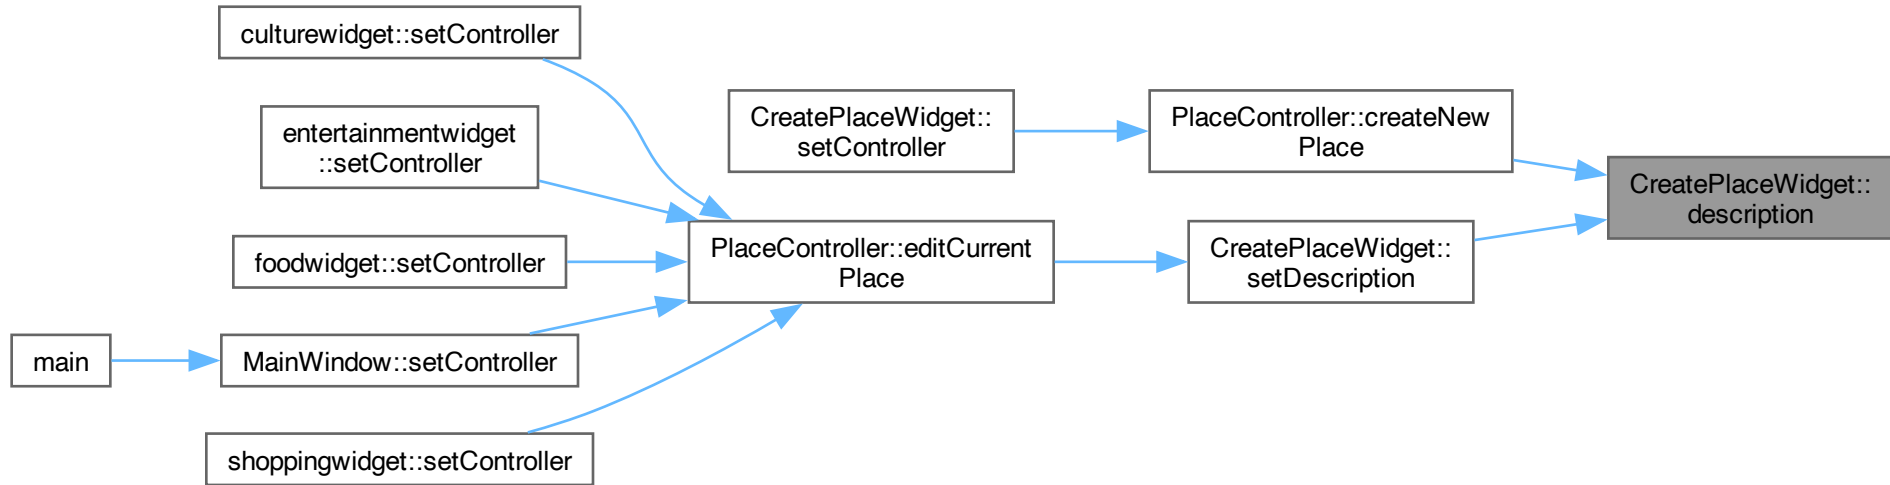 culturewidget::setController
entertainmentwidget
::setController
foodwidget::setController
main
MainWindow::setController
shoppingwidget::setController
CreatePlaceWidget::
setController
PlaceController::editCurrent
Place
PlaceController::createNew
Place
CreatePlaceWidget::
setDescription
CreatePlaceWidget::
description